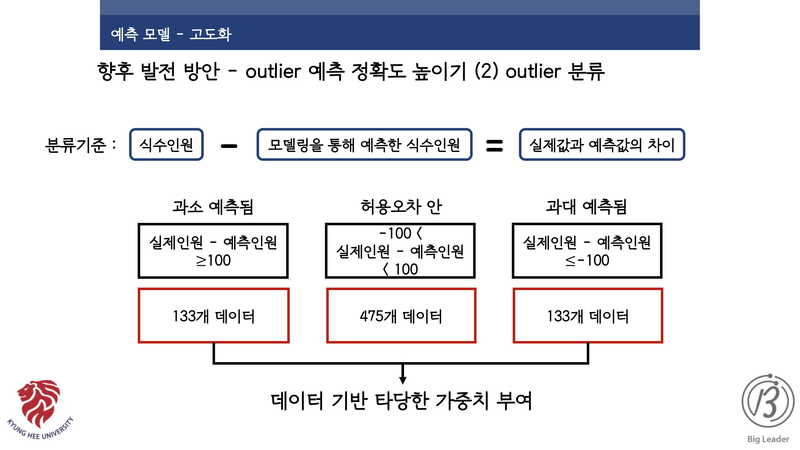 예측 모델 - 고도화
향후 발전 방안 - outlier 예측 정확도 높이기 (2) outlier 분류
분류기준 : 식수인원 - 모델링을 통해 예측한 식수인원 = 실제값과 예측값의 차이
과소 예측됨
실제인원 - 예측인원
≥100
133개 데이터
허용오차 안
-100 <
실제인원 - 예측인원
< 100
475개 데이터
과대 예측됨
실제인원 - 예측인원
≤-100
133개 데이터
데이터 기반 타당한 가중치 부여
KYUNG HEE UNIVERSITY
B
Big Leader